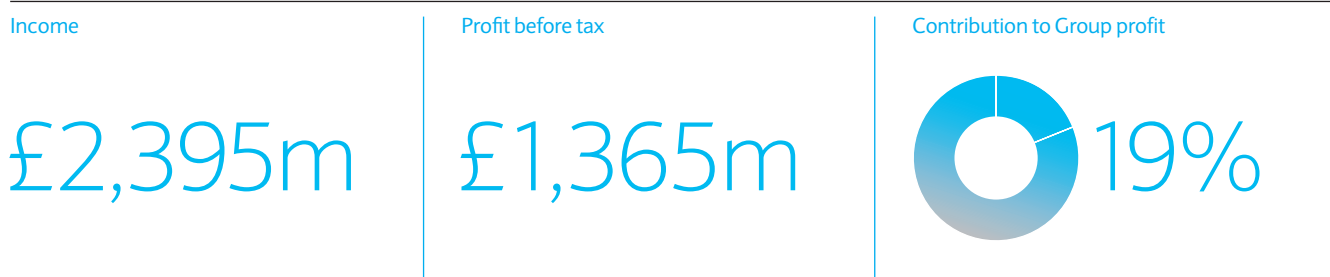 Income
£2,395m
Profit before tax
£1,365m
Contribution to Group profit
19%